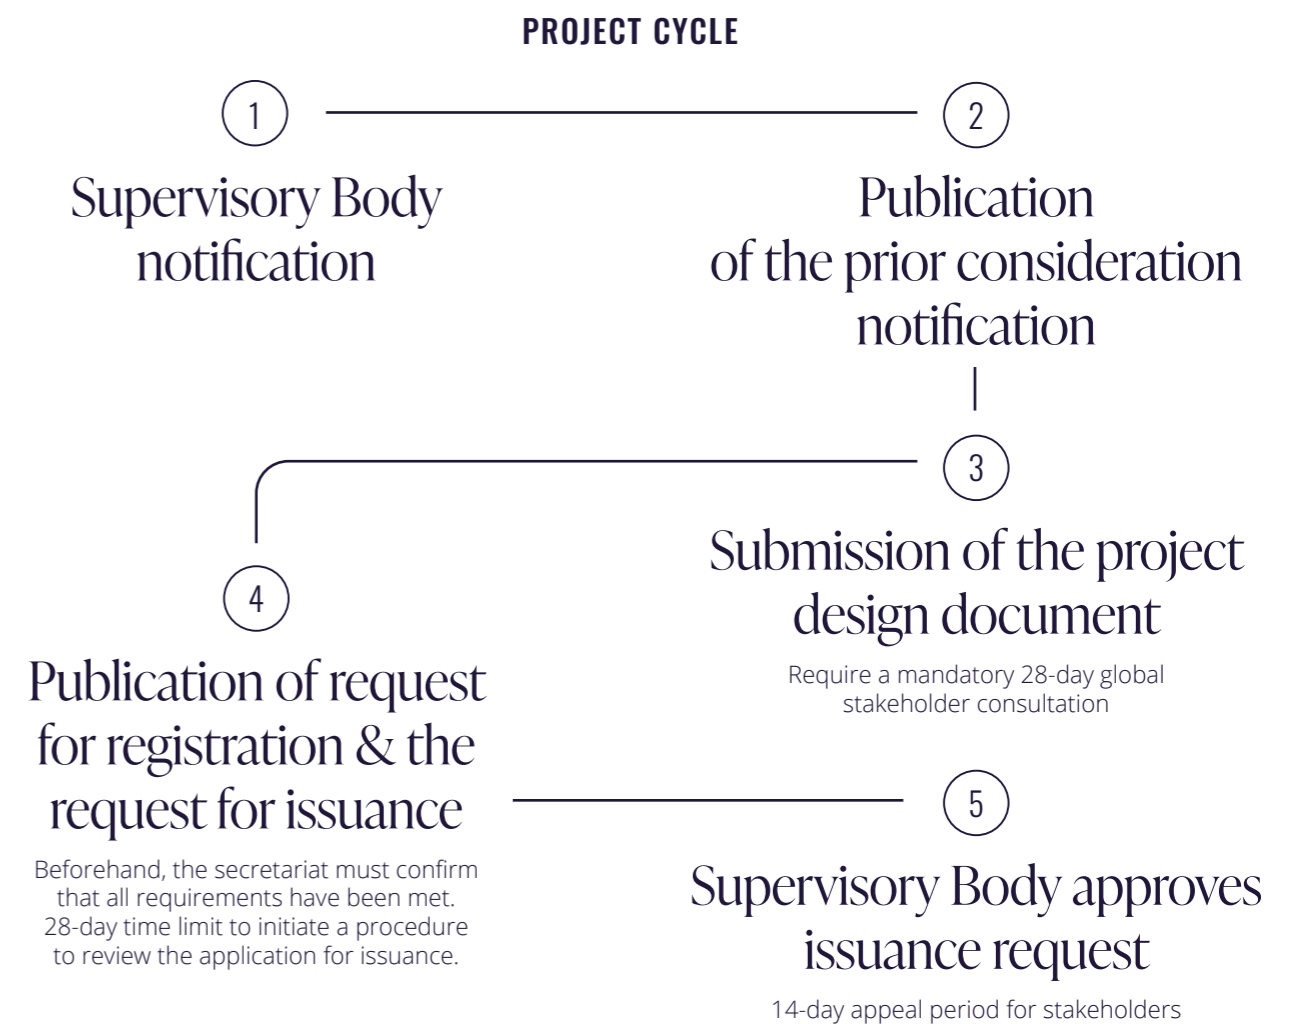 PROJECT CYCLE
1
Supervisory Body
notification
2
Publication
of the prior consideration
notification
3
Submission of the project
design document
Require a mandatory 28-day global
stakeholder consultation
4
Publication of request
for registration & the
request for issuance
Beforehand, the secretariat must confirm
that all requirements have been met.
28-day time limit to initiate a procedure
to review the application for issuance.
5
Supervisory Body approves
issuance request
14-day appeal period for stakeholders